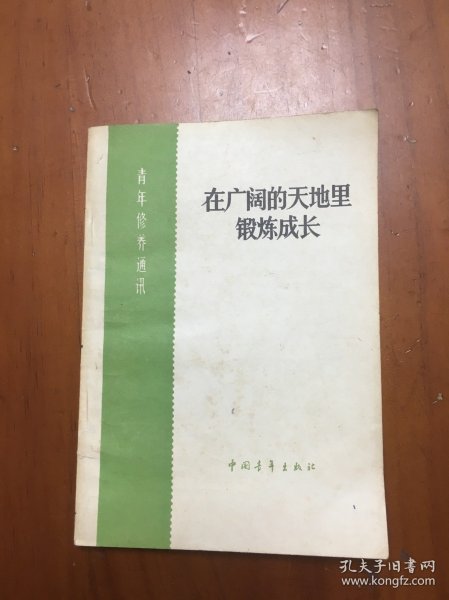 在广阔的天地里
锻炼成长
青年修养通讯
中国青年出版社
孔夫子旧书网
www.kongfz.com